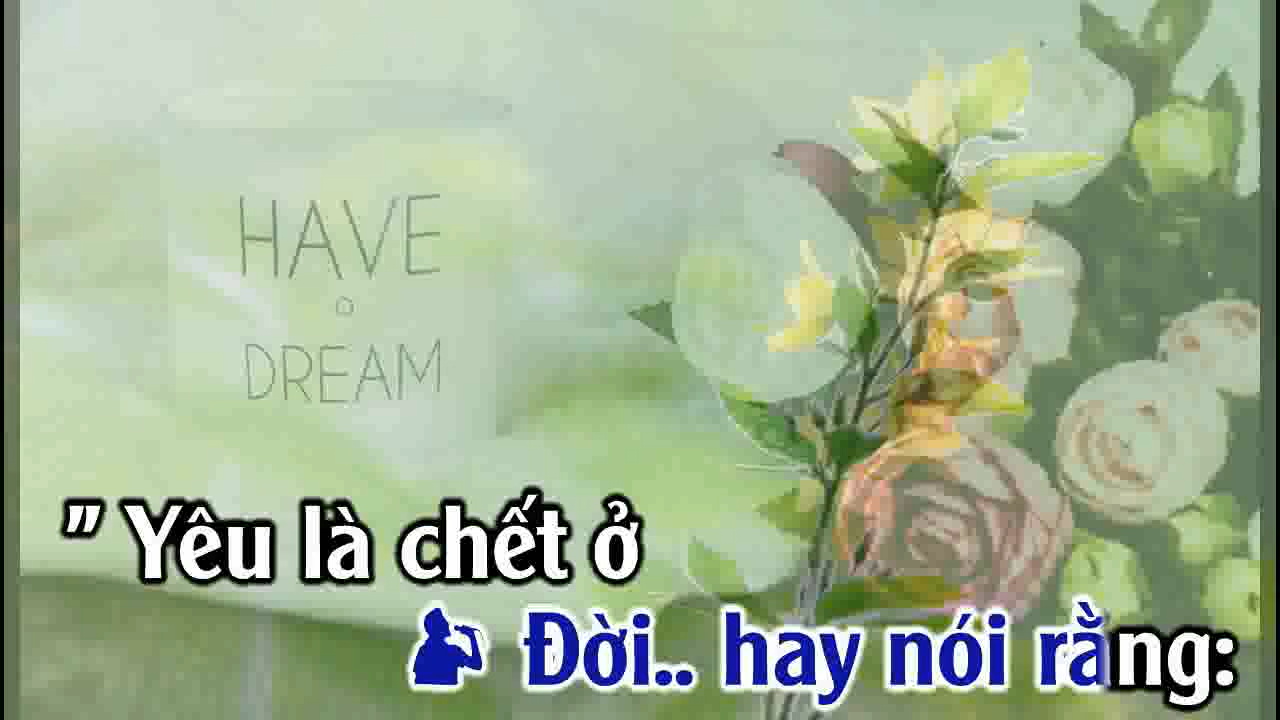 HAVE
a
DREAM
" Yêu là chết ở
Đời.. hay nói rằng: